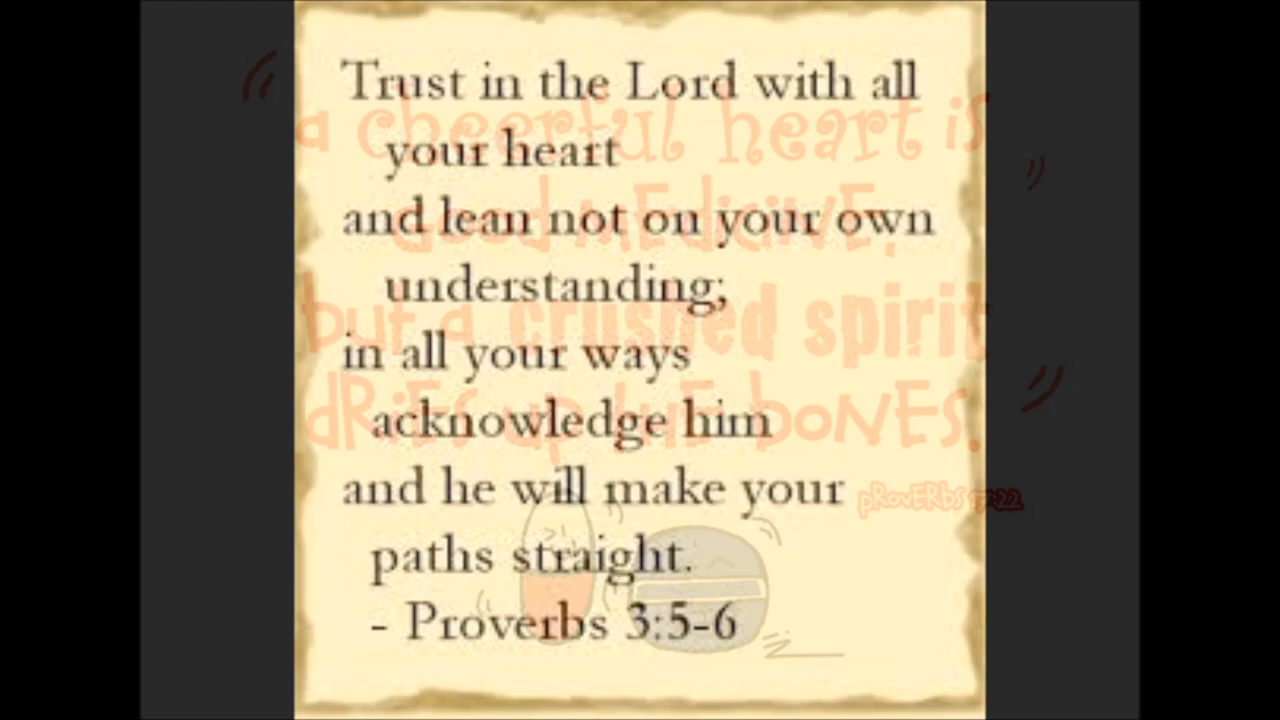 Trust in the Lord with all
your heart
and lean not on your own
understanding;
in all your ways
acknowledge him
and he will make your
paths straight.
- Proverbs 3:5-6
"a cheerful heart is
good MEdiciNE,
but a crushed spirit
dRiES up thE boNES."
pRovERbs 17:22